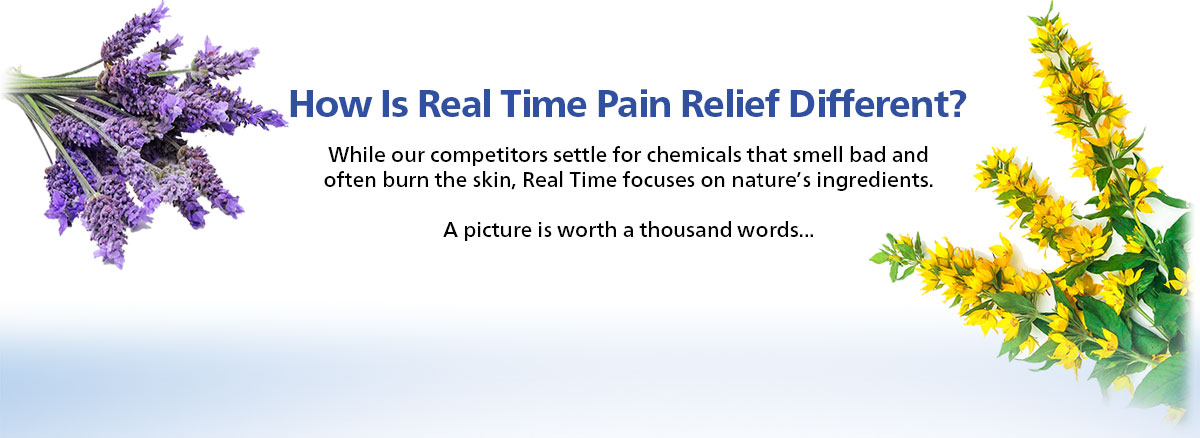 How Is Real Time Pain Relief Different?
While our competitors settle for chemicals that smell bad and
often burn the skin, Real Time focuses on nature’s ingredients.
A picture is worth a thousand words...